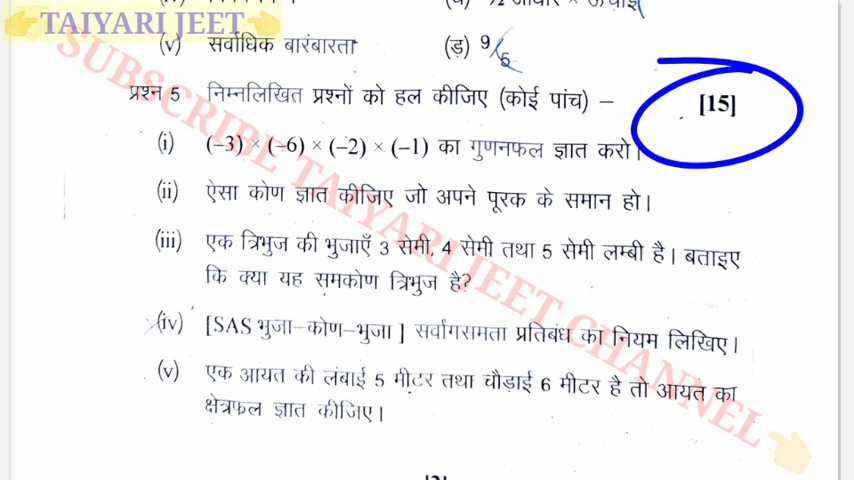 👉TAIYARI JEET👈
(v) सर्वाधिक बारंबारता (ड़) 9/5
प्रश्न 5 निम्नलिखित प्रश्नों को हल कीजिए (कोई पांच) – [15]
(i) (–3) × (–6) × (–2) × (–1) का गुणनफल ज्ञात करो।
(ii) ऐसा कोण ज्ञात कीजिए जो अपने पूरक के समान हो।
(iii) एक त्रिभुज की भुजाएँ 3 सेमी, 4 सेमी तथा 5 सेमी लम्बी है। बताइए
कि क्या यह समकोण त्रिभुज है?
(iv) [SAS भुजा–कोण–भुजा ] सर्वांगसमता प्रतिबंध का नियम लिखिए।
(v) एक आयत की लंबाई 5 मीटर तथा चौड़ाई 6 मीटर है तो आयत का
क्षेत्रफल ज्ञात कीजिए।
SUBSCRIBE TAIYARI JEET CHANNEL👈